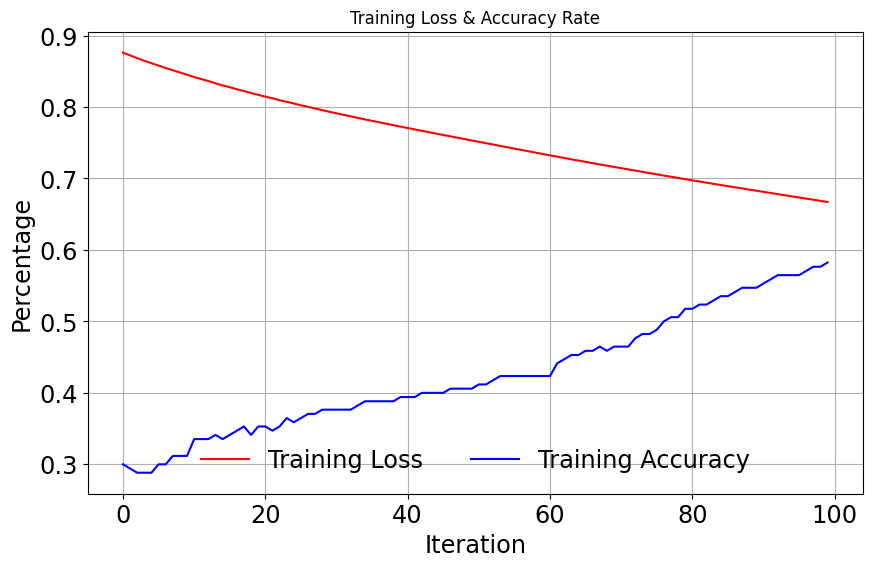 Training Loss & Accuracy Rate
0.9
0.8
0.7
0.6
0.5
0.4
0.3
Percentage
Training Loss
Training Accuracy
0 20 40 60 80 100
Iteration